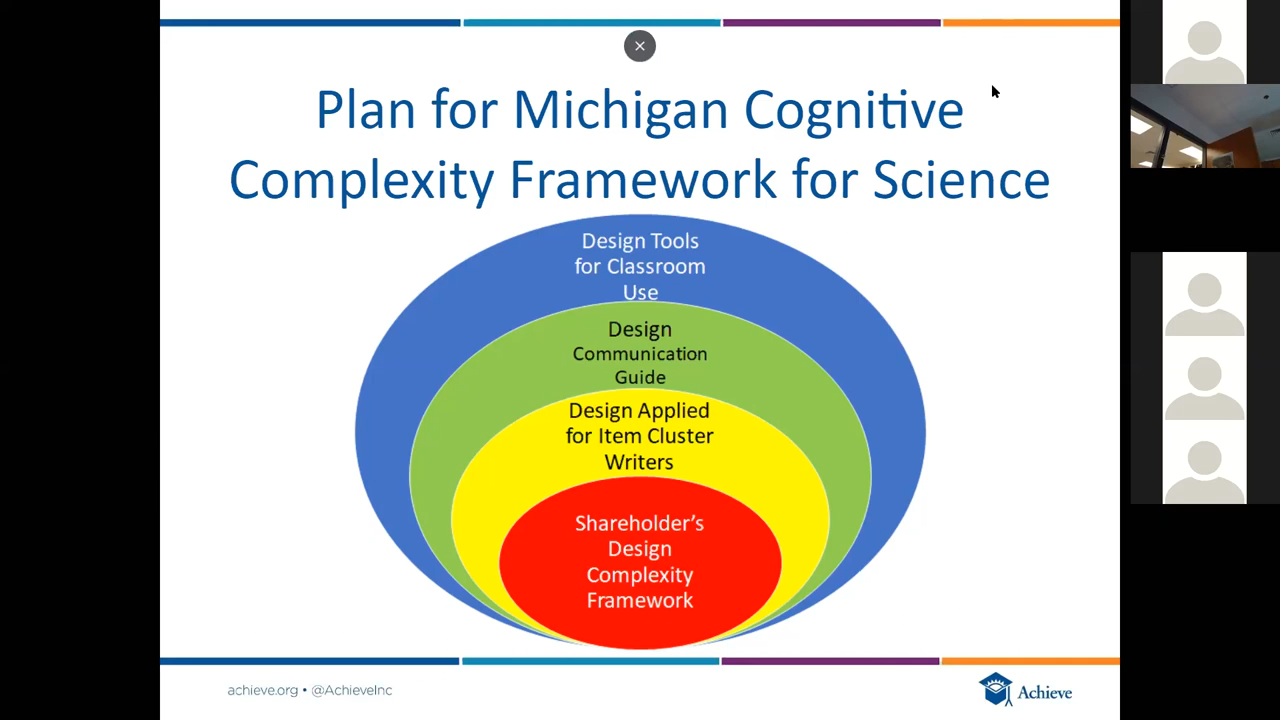 Plan for Michigan Cognitive
Complexity Framework for Science
Design Tools
for Classroom
Use
Design
Communication
Guide
Design Applied
for Item Cluster
Writers
Shareholder’s
Design
Complexity
Framework
achieve.org • @AchieveInc
Achieve